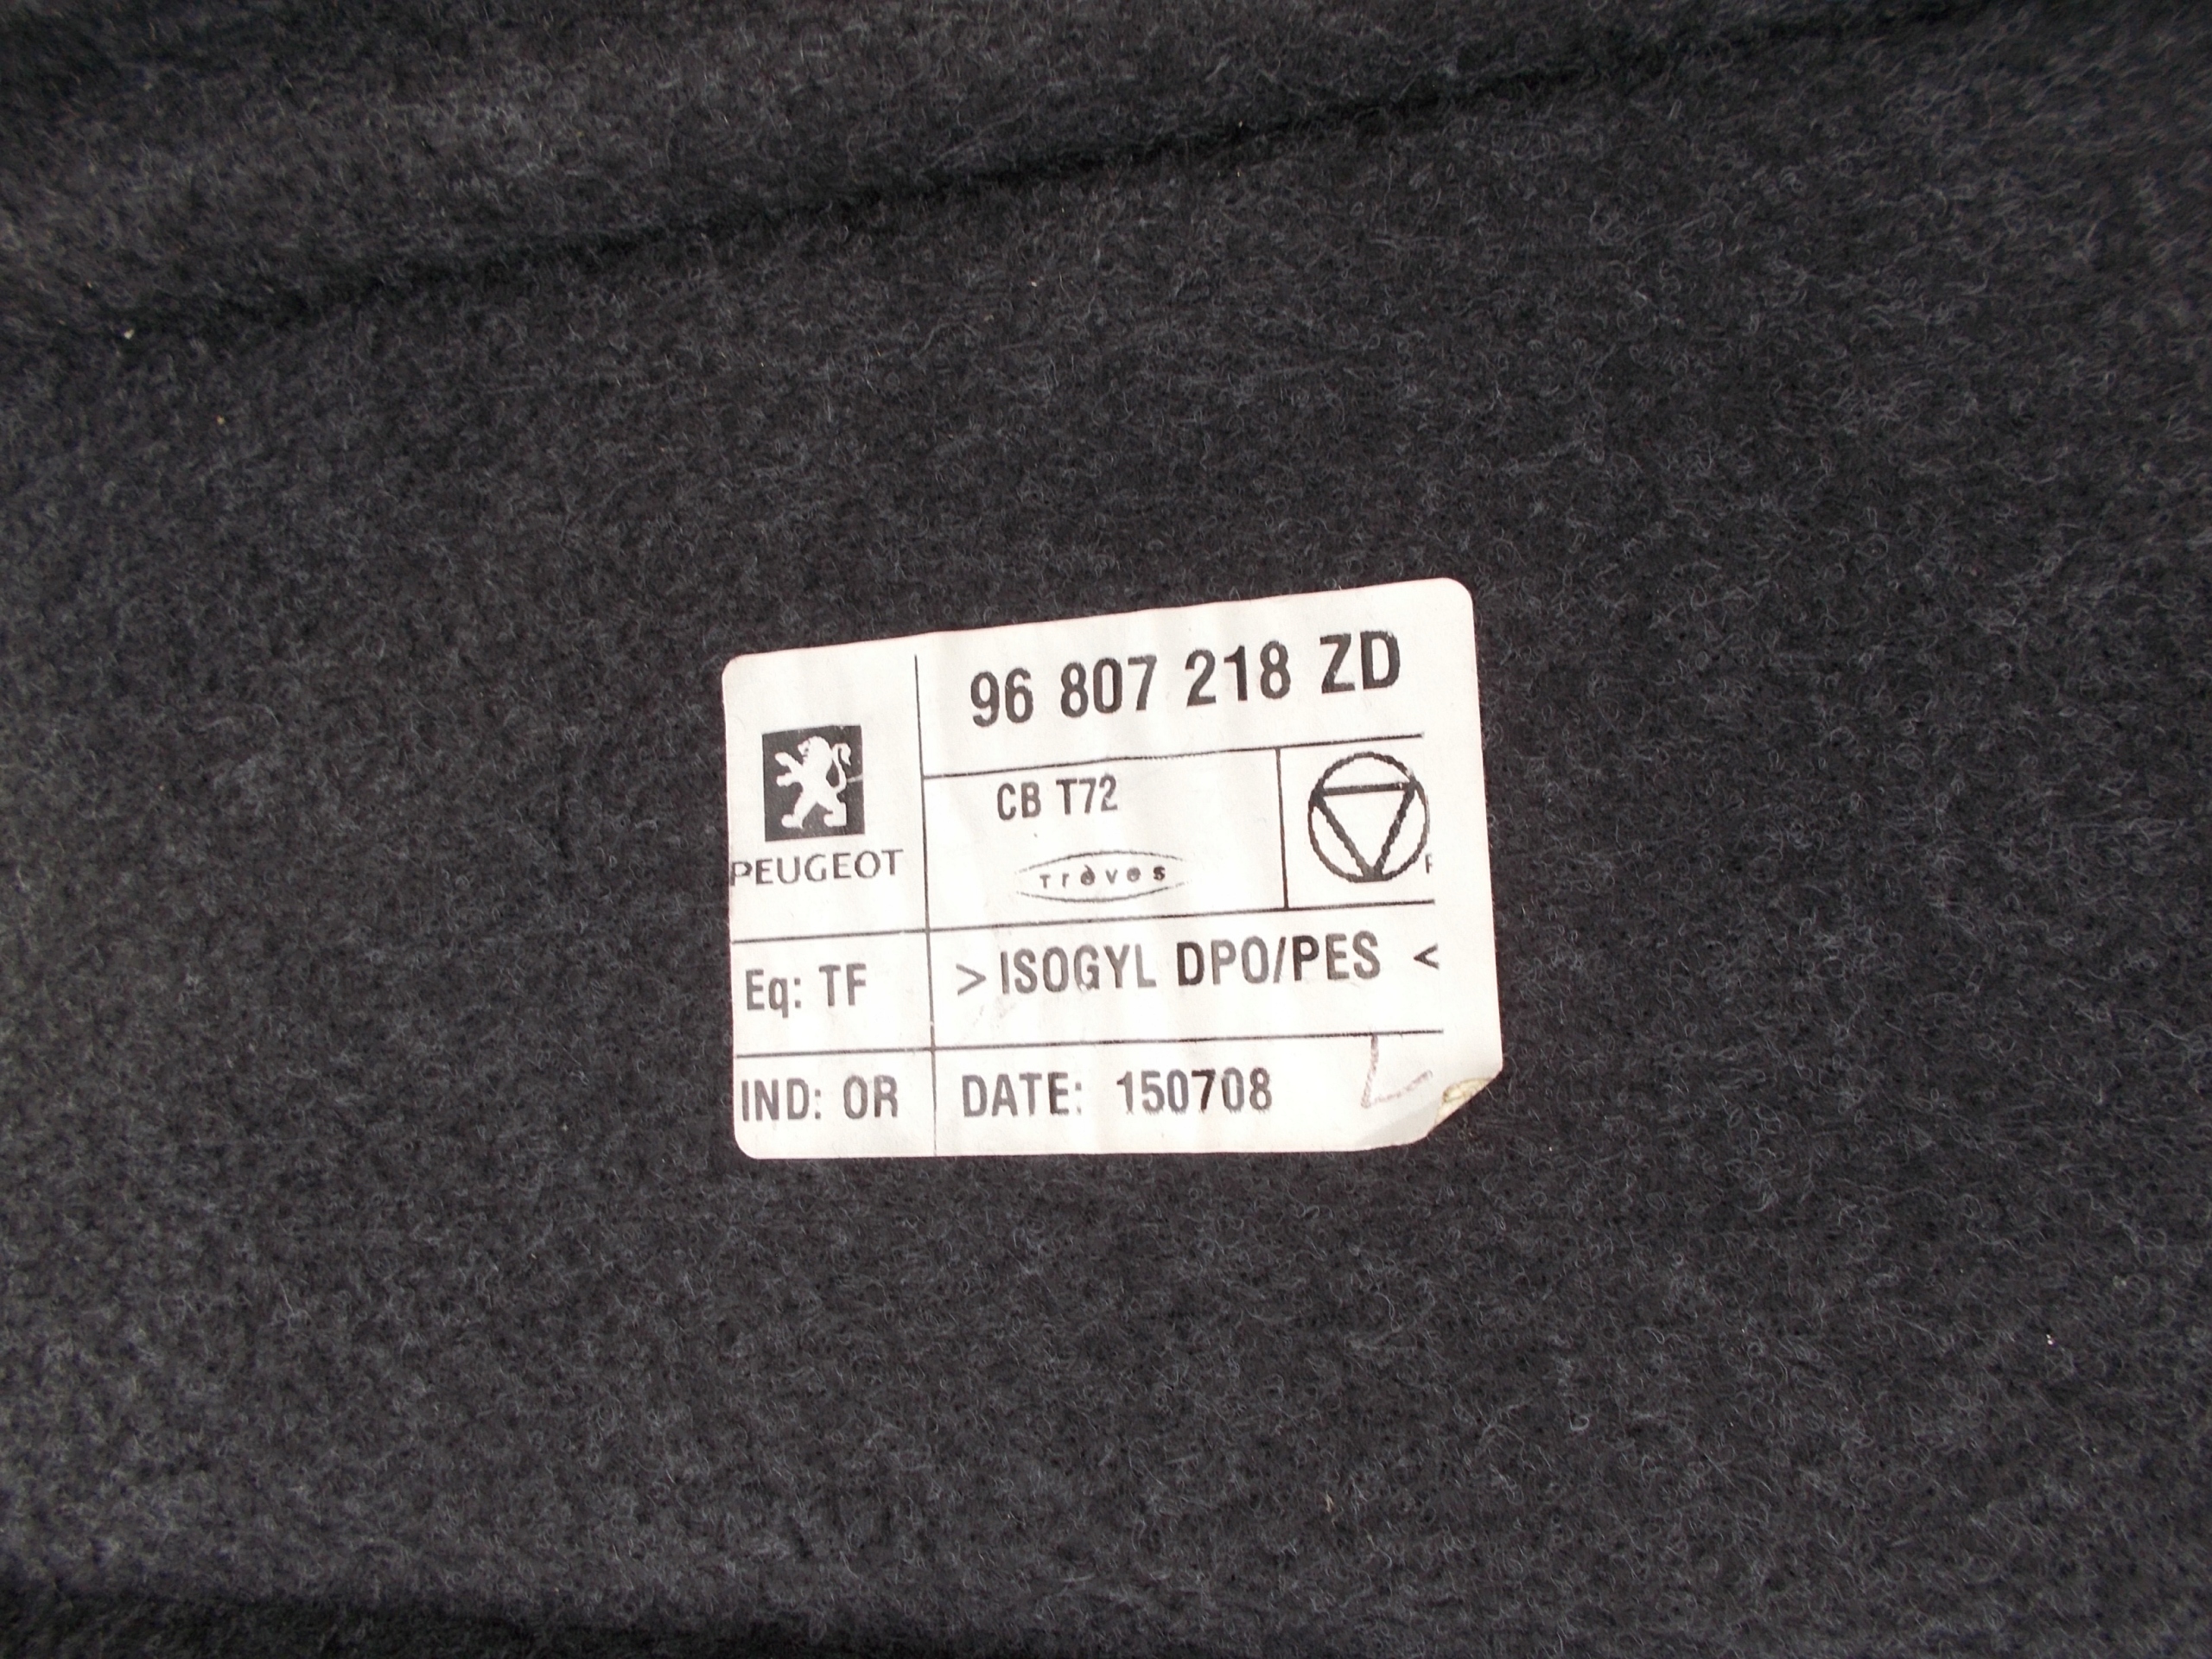 96 807 218 ZD
PEUGEOT
CB T72
Trèves
F
Eq: TF
>ISOGYL DPO/PES <
IND: OR
DATE: 150708